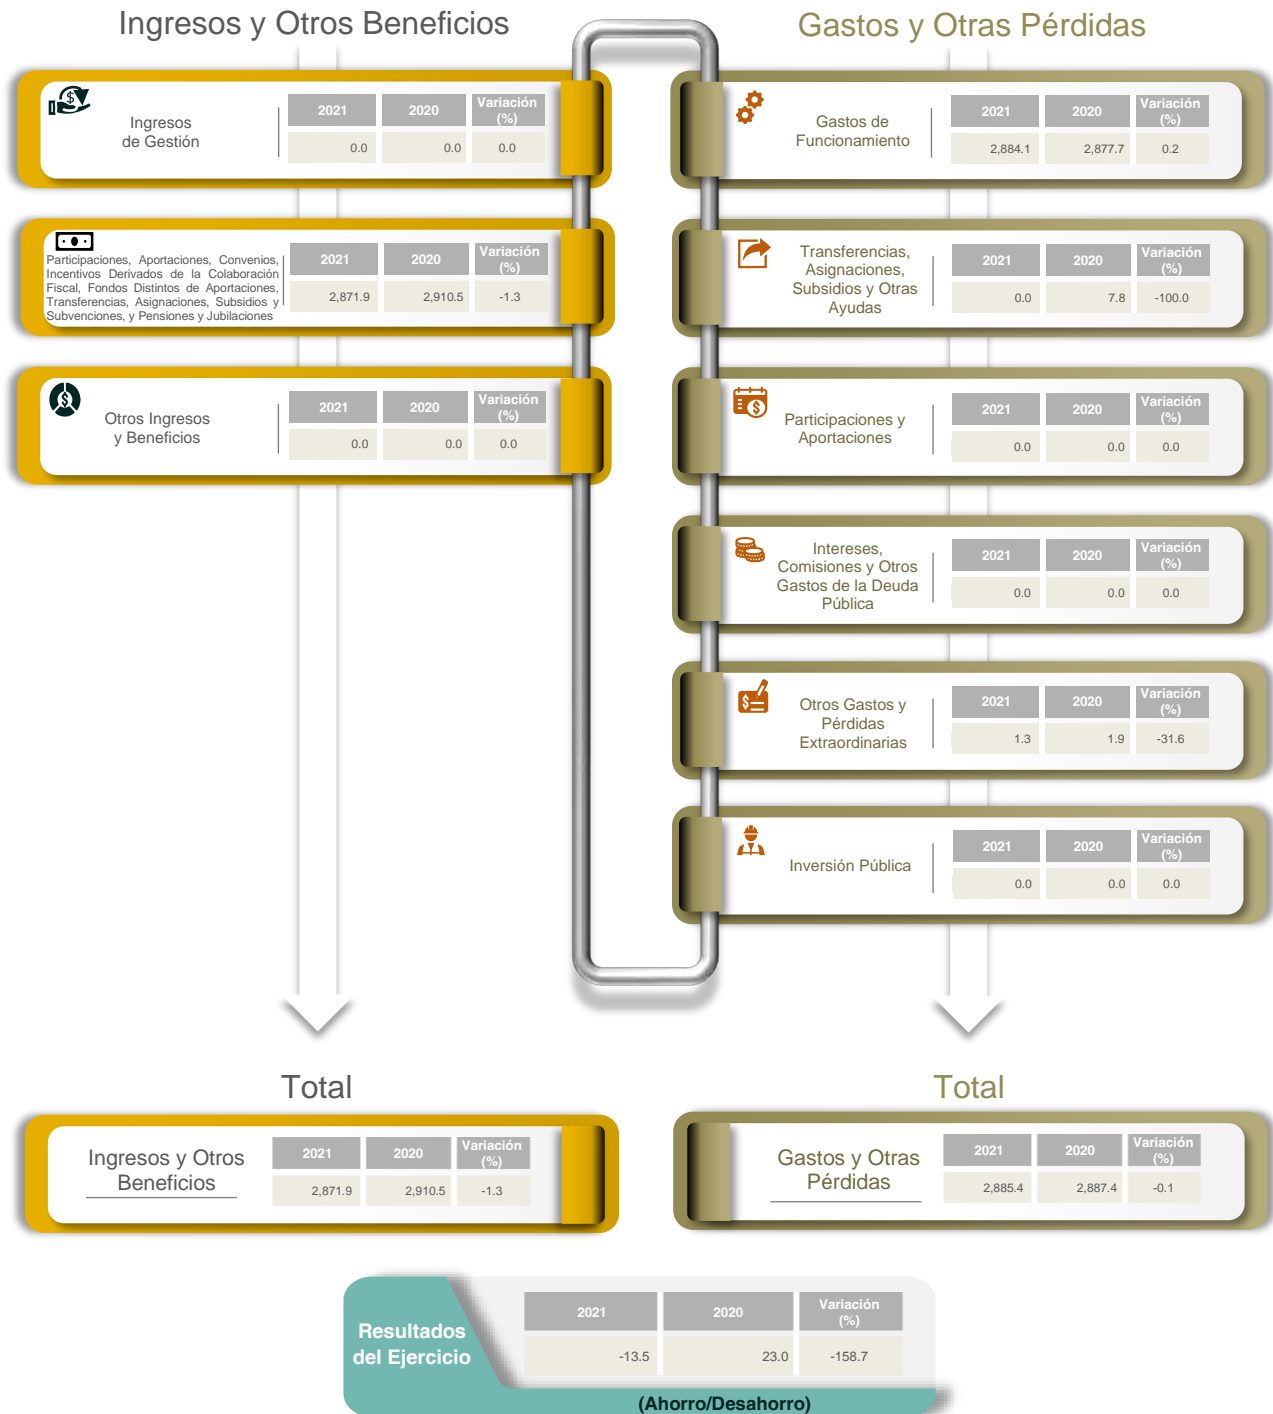 Ingresos y Otros Beneficios
Ingresos
de Gestión
2021 2020 Variación
(%)
0.0 0.0 0.0
Participaciones, Aportaciones, Convenios,
Incentivos Derivados de la Colaboración
Fiscal, Fondos Distintos de Aportaciones,
Transferencias, Asignaciones, Subsidios y
Subvenciones, y Pensiones y Jubilaciones
2021 2020 Variación
(%)
2,871.9 2,910.5 -1.3
Otros Ingresos
y Beneficios
2021 2020 Variación
(%)
0.0 0.0 0.0
Total
Ingresos y Otros
Beneficios
2021 2020 Variación
(%)
2,871.9 2,910.5 -1.3
Gastos y Otras Pérdidas
Gastos de
Funcionamiento
2021 2020 Variación
(%)
2,884.1 2,877.7 0.2
Transferencias,
Asignaciones,
Subsidios y Otras
Ayudas
2021 2020 Variación
(%)
0.0 7.8 -100.0
Participaciones y
Aportaciones
2021 2020 Variación
(%)
0.0 0.0 0.0
Intereses,
Comisiones y Otros
Gastos de la Deuda
Pública
2021 2020 Variación
(%)
0.0 0.0 0.0
Otros Gastos y
Pérdidas
Extraordinarias
2021 2020 Variación
(%)
1.3 1.9 -31.6
Inversión Pública
2021 2020 Variación
(%)
0.0 0.0 0.0
Total
Gastos y Otras
Pérdidas
2021 2020 Variación
(%)
2,885.4 2,887.4 -0.1
Resultados
del Ejercicio
2021 2020 Variación
(%)
-13.5 23.0 -158.7
(Ahorro/Desahorro)